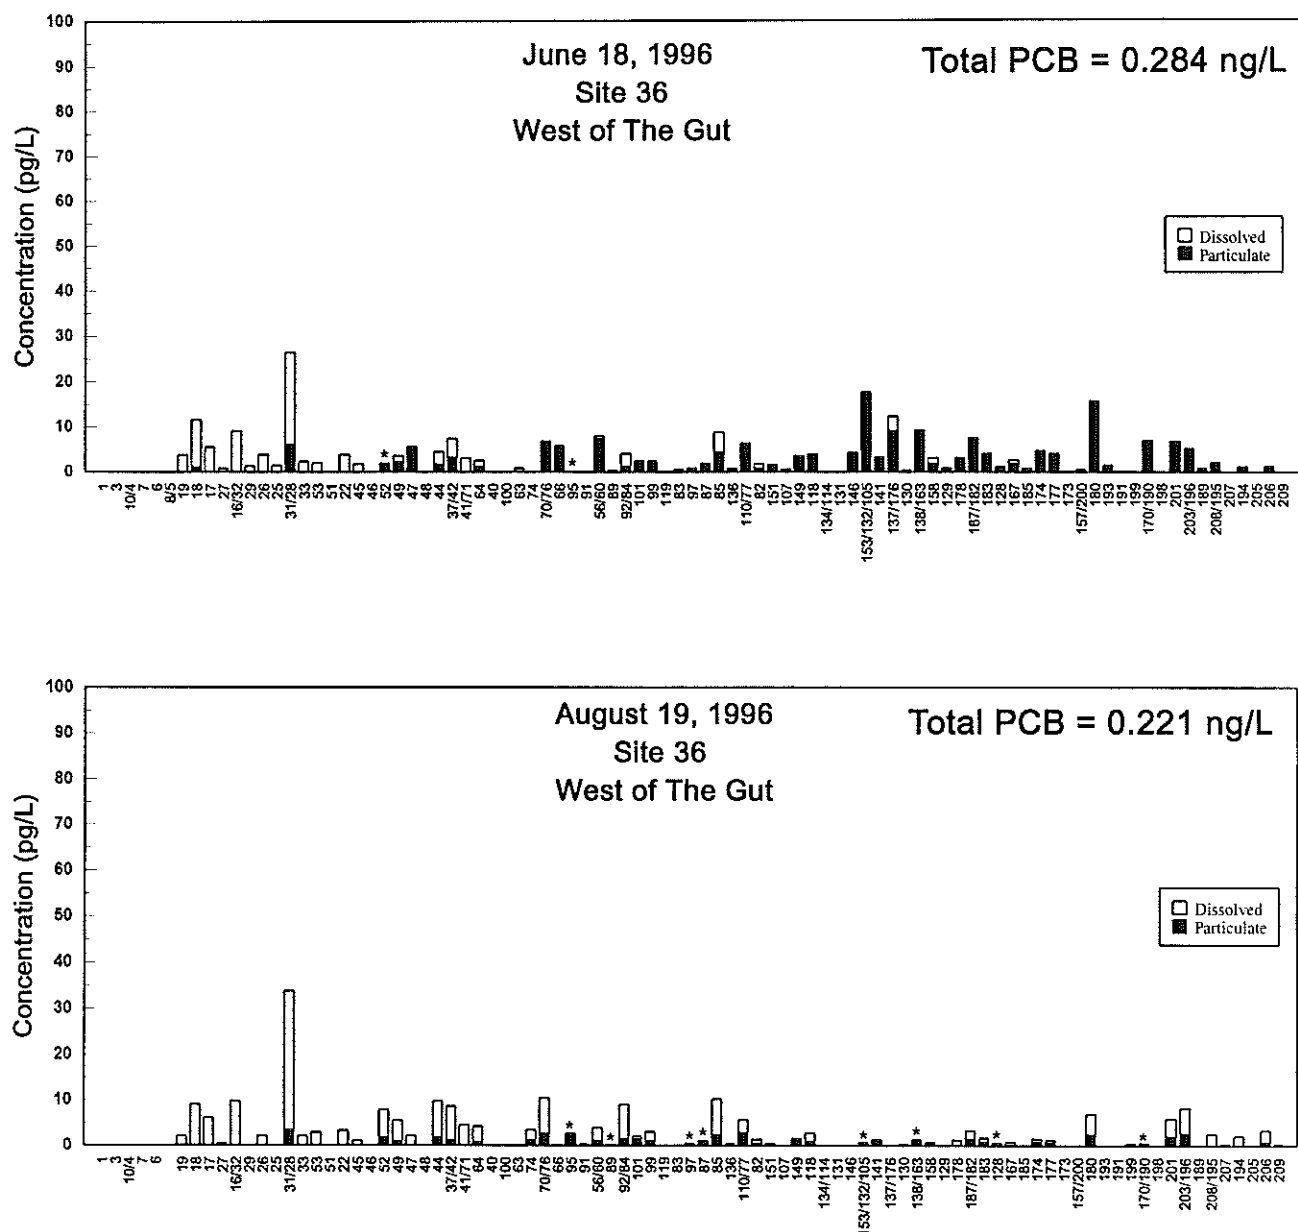 June 18, 1996
Site 36
West of The Gut
Total PCB = 0.284 ng/L
Concentration (pg/L)
100
90
80
70
60
50
40
30
20
10
0
Dissolved
Particulate
* *
1 3 10/4 7 6 8/5 19 18 17 27 16/32 29 26 25 31/28 33 53 51 22 45 46 52 49 47 48 44 37/42 41/71 64 40 100 63 74 70/76 66 95 91 56/60 89 92/84 101 99 119 83 97 87 85 136 110/77 82 151 107 149 118 134/114 131 146 153/132/105 141 137/176 130 138/163 158 129 178 187/182 183 128 167 185 174 177 173 157/200 180 193 191 199 170/190 198 201 203/196 189 208/195 207 194 205 206 209
August 19, 1996
Site 36
West of The Gut
Total PCB = 0.221 ng/L
Concentration (pg/L)
100
90
80
70
60
50
40
30
20
10
0
Dissolved
Particulate
* * * * * * * *
1 3 10/4 7 6 19 18 17 27 16/32 29 26 25 31/28 33 53 51 22 45 46 52 49 47 48 44 37/42 41/71 64 40 100 63 74 70/76 66 95 91 56/60 89 92/84 101 99 119 83 97 87 85 136 110/77 82 151 107 149 118 134/114 131 146 153/132/105 141 137/176 130 138/163 158 129 178 187/182 183 128 167 185 174 177 173 157/200 180 193 191 199 170/190 198 201 203/196 189 208/195 207 194 205 206 209